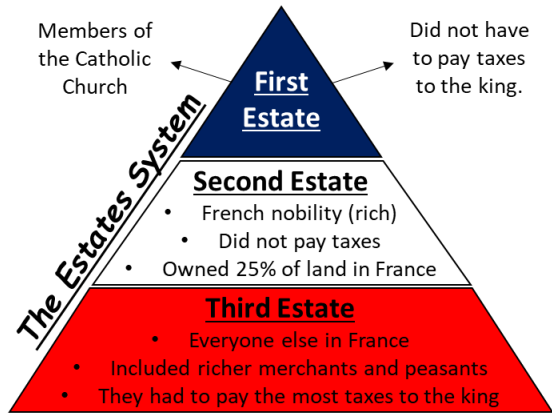 Members of
the Catholic
Church
Did not have
to pay taxes
to the king.
First
Estate
The Estates System
Second Estate
• French nobility (rich)
• Did not pay taxes
• Owned 25% of land in France
Third Estate
• Everyone else in France
• Included richer merchants and peasants
• They had to pay the most taxes to the king